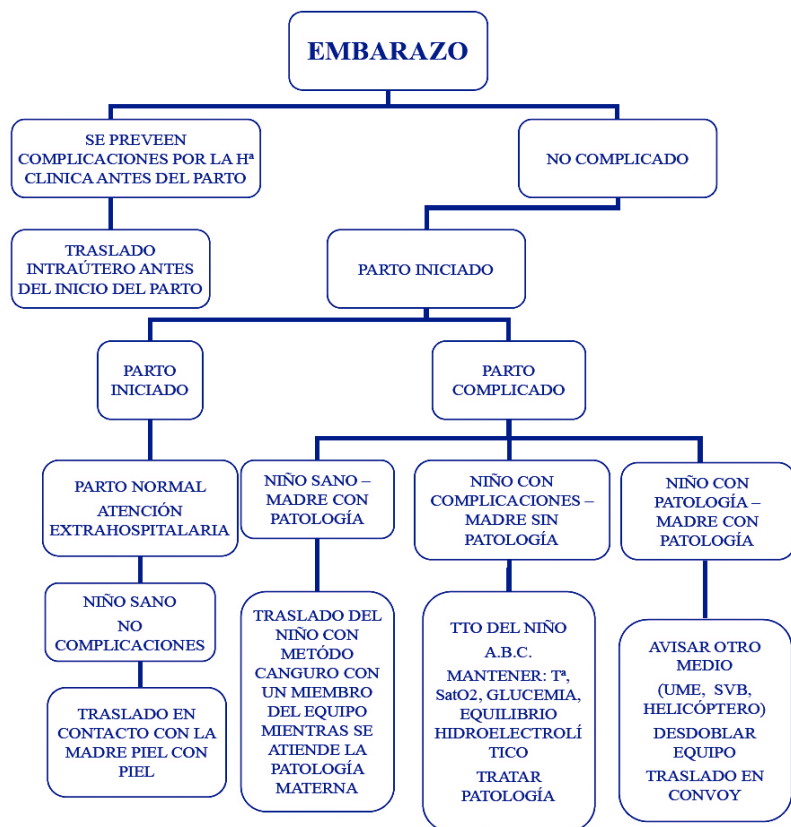 EMBARAZO
SE PREVEEN
COMPLICACIONES POR LA Hª
CLINICA ANTES DEL PARTO
NO COMPLICADO
TRASLADO
INTRAÚTERO ANTES
DEL INICIO DEL PARTO
PARTO INICIADO
PARTO
INICIADO
PARTO
COMPLICADO
PARTO NORMAL
ATENCIÓN
EXTRAHOSPITALARIA
NIÑO SANO –
MADRE CON
PATOLOGÍA
NIÑO CON
COMPLICACIONES –
MADRE SIN
PATOLOGÍA
NIÑO CON
PATOLOGÍA –
MADRE CON
PATOLOGÍA
NIÑO SANO
NO
COMPLICACIONES
TRASLADO DEL
NIÑO CON
METÓDO
CANGURO CON
UN MIEMBRO
DEL EQUIPO
MIENTRAS SE
ATIENDE LA
PATOLOGÍA
MATERNA
TTO DEL NIÑO
A.B.C.
MANTENER: Tª,
SatO2, GLUCEMIA,
EQUILIBRIO
HIDROELECTROLÍ
TICO
TRATAR
PATOLOGÍA
AVISAR OTRO
MEDIO
(UME, SVB,
HELICÓPTERO)
DESDOBLAR
EQUIPO
TRASLADO EN
CONVOY
TRASLADO EN
CONTACTO CON LA
MADRE PIEL CON
PIEL